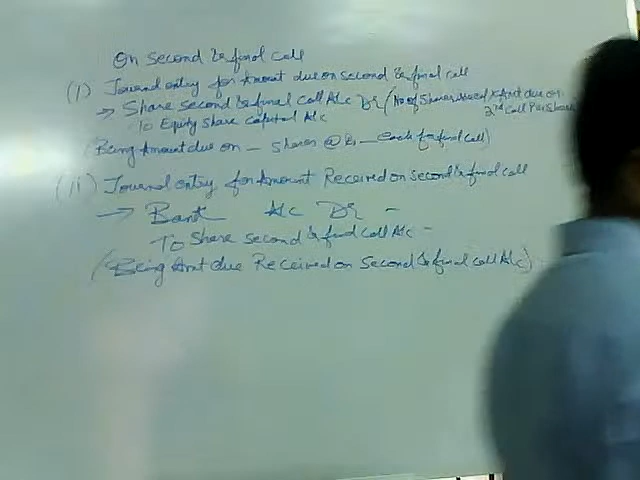 On Second & final call
(i) Journal entry for Amount due on second & final call
→ Share second & final call A/c Dr (No of Shares issued x Amt due on
2nd Call Per Share)
To Equity Share capital A/c
(Being Amount due on — shares @ Rs — each for final call)
(ii) Journal entry for Amount Received on second & final call
→ Bank A/c Dr –
To Share second & final call A/c –
(Being Amt due Received on Second & final call A/c)